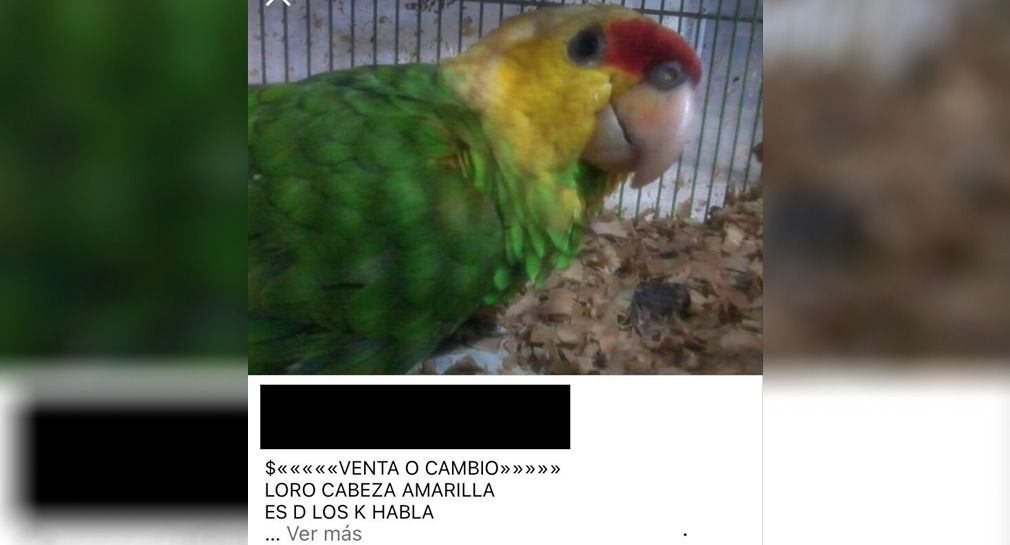 $«««««VENTA O CAMBIO»»»»»
LORO CABEZA AMARILLA
ES D LOS K HABLA
... Ver más